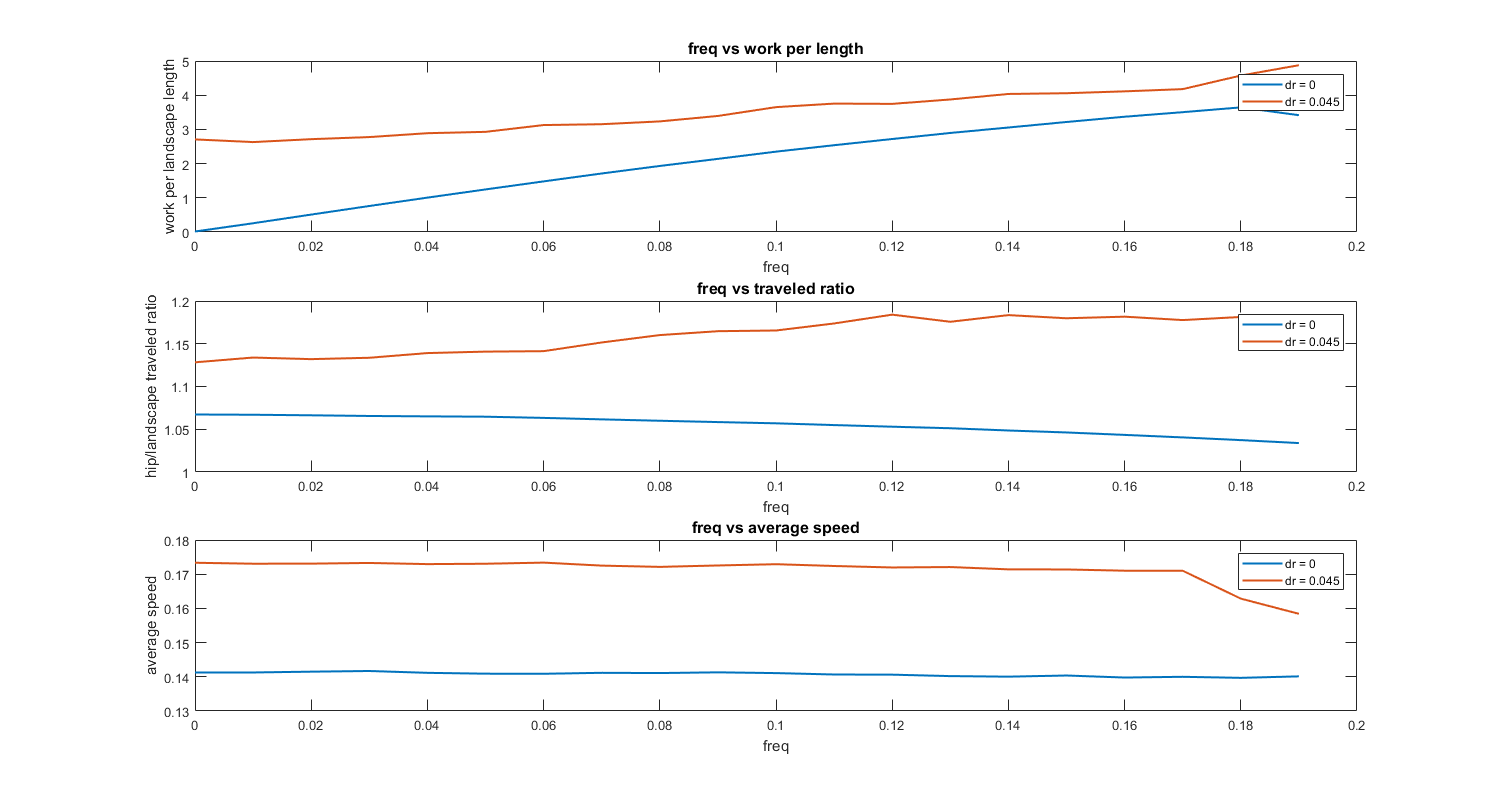 freq vs work per length
work per landscape length
5
4
3
2
1
0
dr = 0
dr = 0.045
0 0.02 0.04 0.06 0.08 0.1 0.12 0.14 0.16 0.18 0.2
freq
freq vs traveled ratio
hip/landscape traveled ratio
1.2
1.15
1.1
1.05
1
dr = 0
dr = 0.045
0 0.02 0.04 0.06 0.08 0.1 0.12 0.14 0.16 0.18 0.2
freq
freq vs average speed
average speed
0.18
0.17
0.16
0.15
0.14
0.13
dr = 0
dr = 0.045
0 0.02 0.04 0.06 0.08 0.1 0.12 0.14 0.16 0.18 0.2
freq